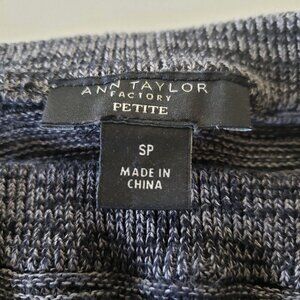 ANN TAYLOR
FACTORY
PETITE
SP
MADE IN
CHINA